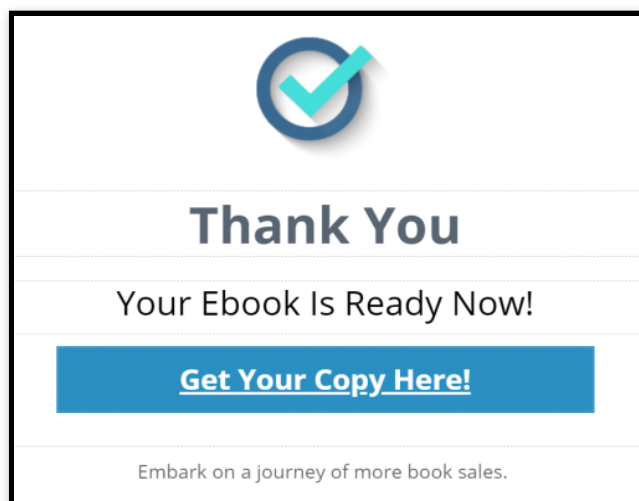 Thank You
Your Ebook Is Ready Now!
Get Your Copy Here!
Embark on a journey of more book sales.